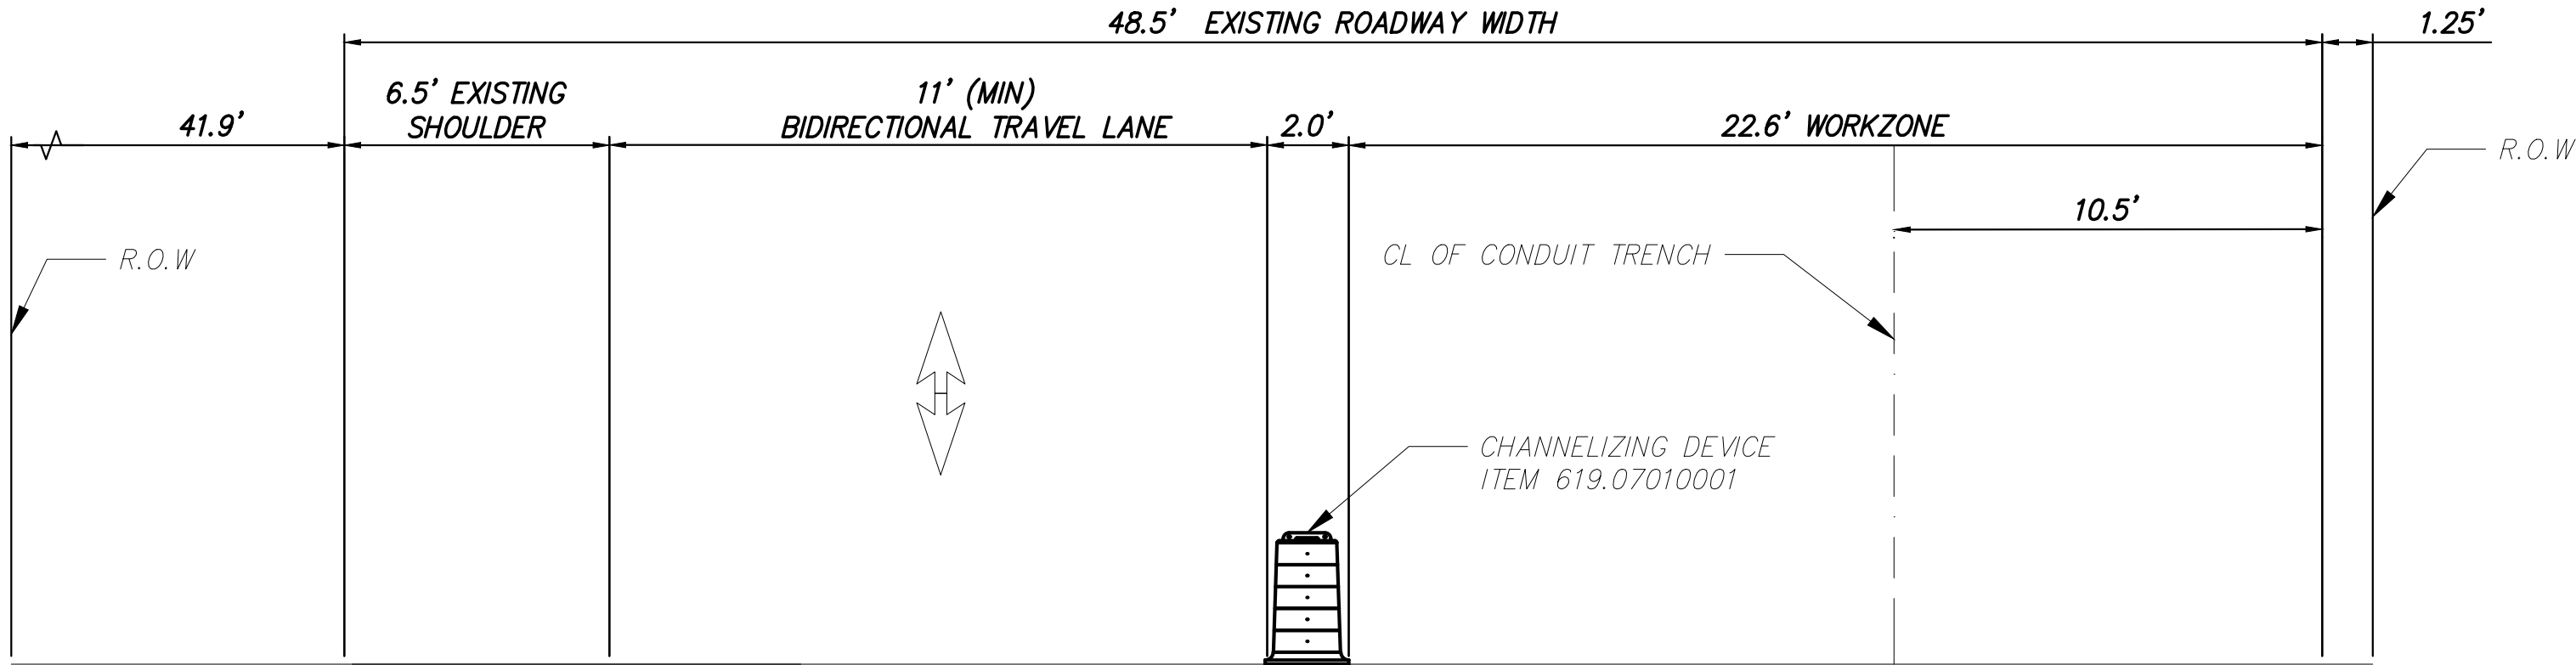 48.5' EXISTING ROADWAY WIDTH
1.25'
41.9'
6.5' EXISTING
SHOULDER
11' (MIN)
BIDIRECTIONAL TRAVEL LANE
2.0'
22.6' WORKZONE
R.O.W
10.5'
R.O.W
CL OF CONDUIT TRENCH
CHANNELIZING DEVICE
ITEM 619.07010001